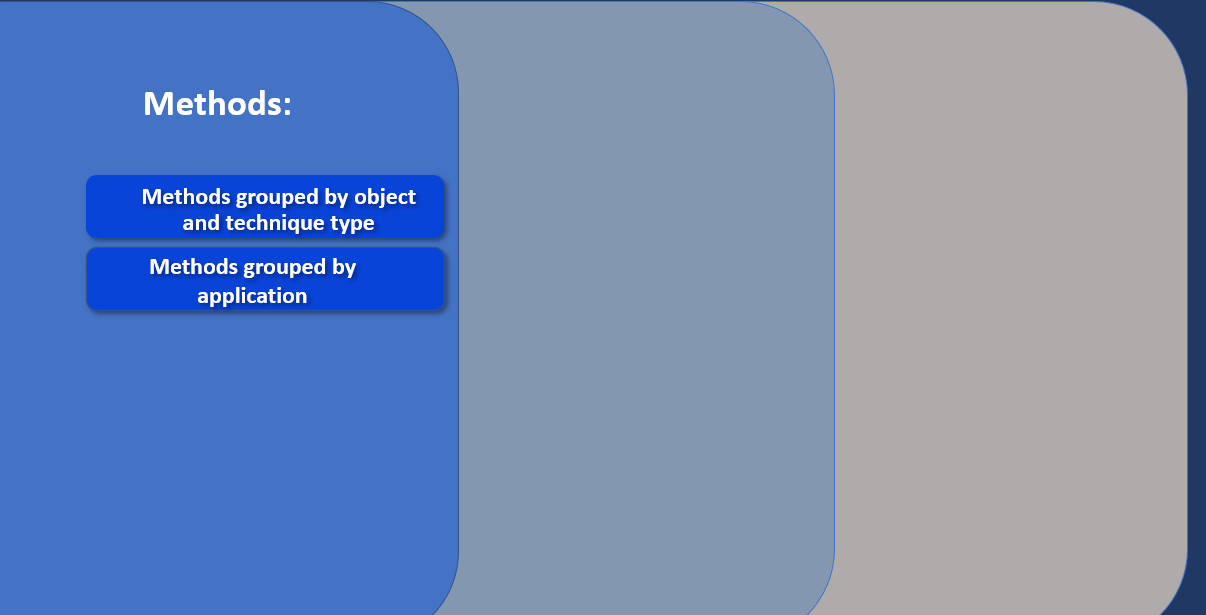 Methods:
Methods grouped by object
and technique type
Methods grouped by
application